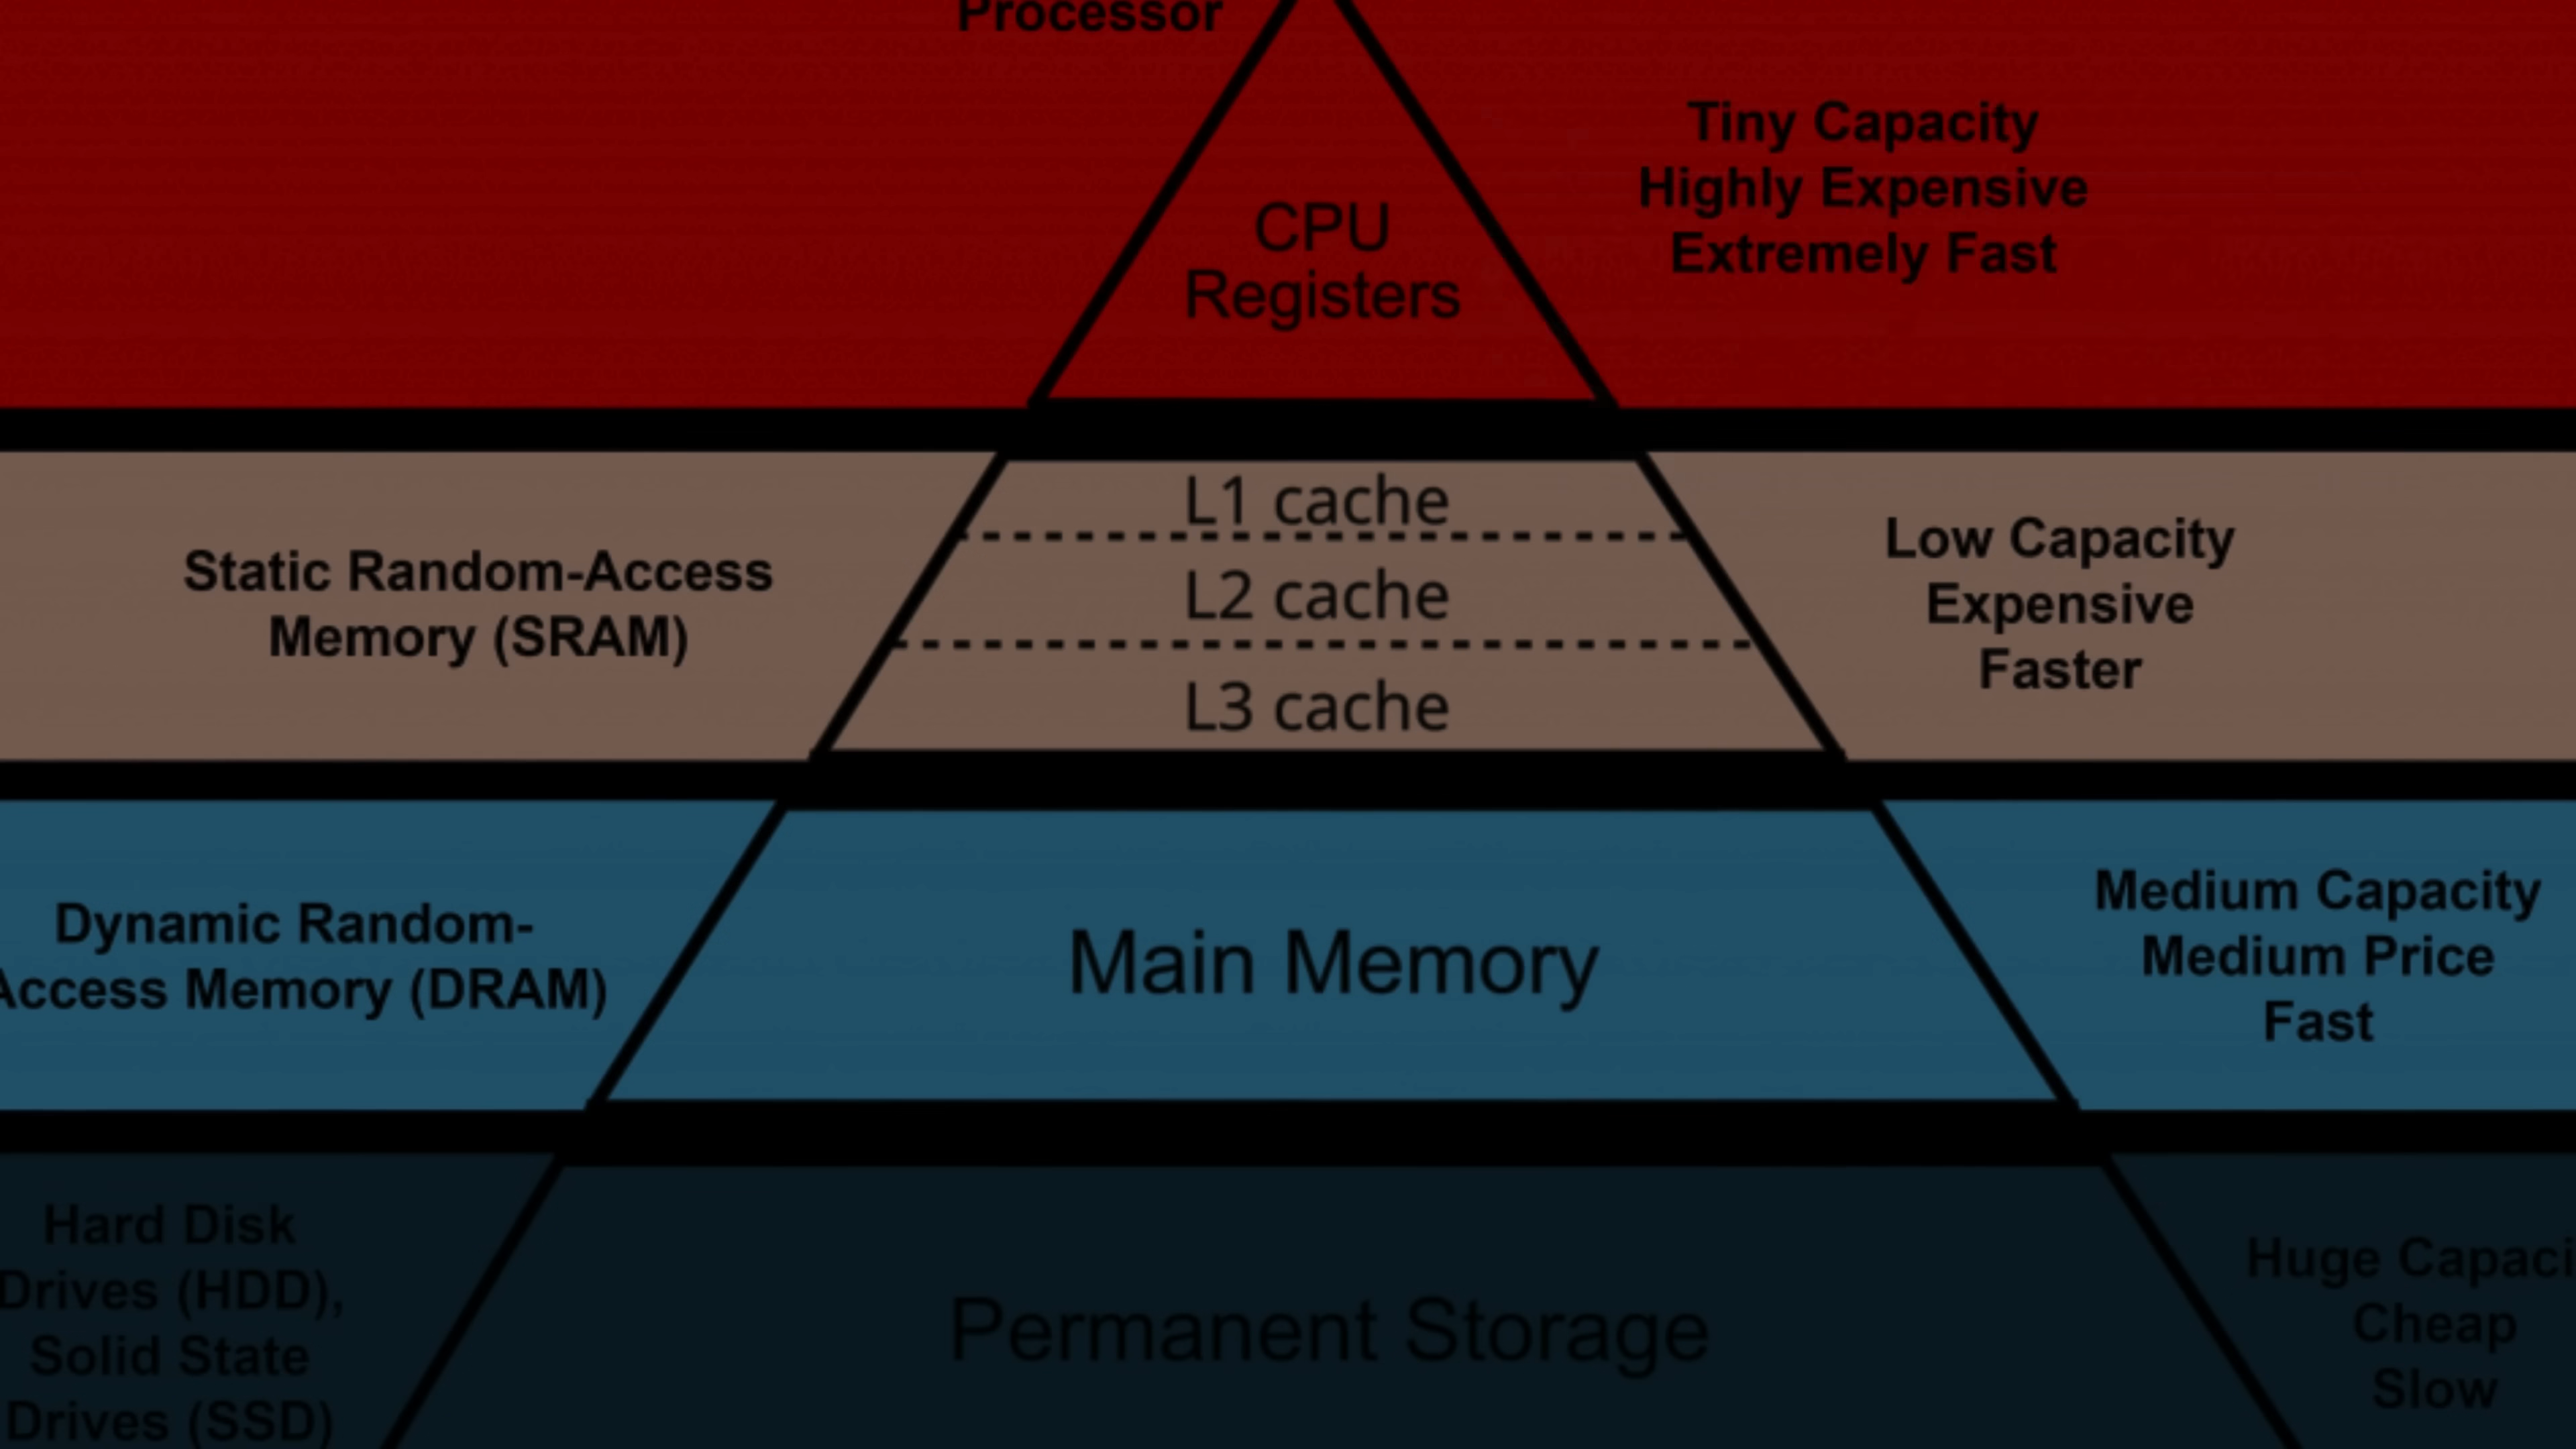 Processor
CPU
Registers
Tiny Capacity
Highly Expensive
Extremely Fast
Static Random-Access
Memory (SRAM)
L1 cache
L2 cache
L3 cache
Low Capacity
Expensive
Faster
Dynamic Random-
Access Memory (DRAM)
Main Memory
Medium Capacity
Medium Price
Fast
Hard Disk
Drives (HDD),
Solid State
Drives (SSD)
Permanent Storage
Huge Capaci
Cheap
Slow